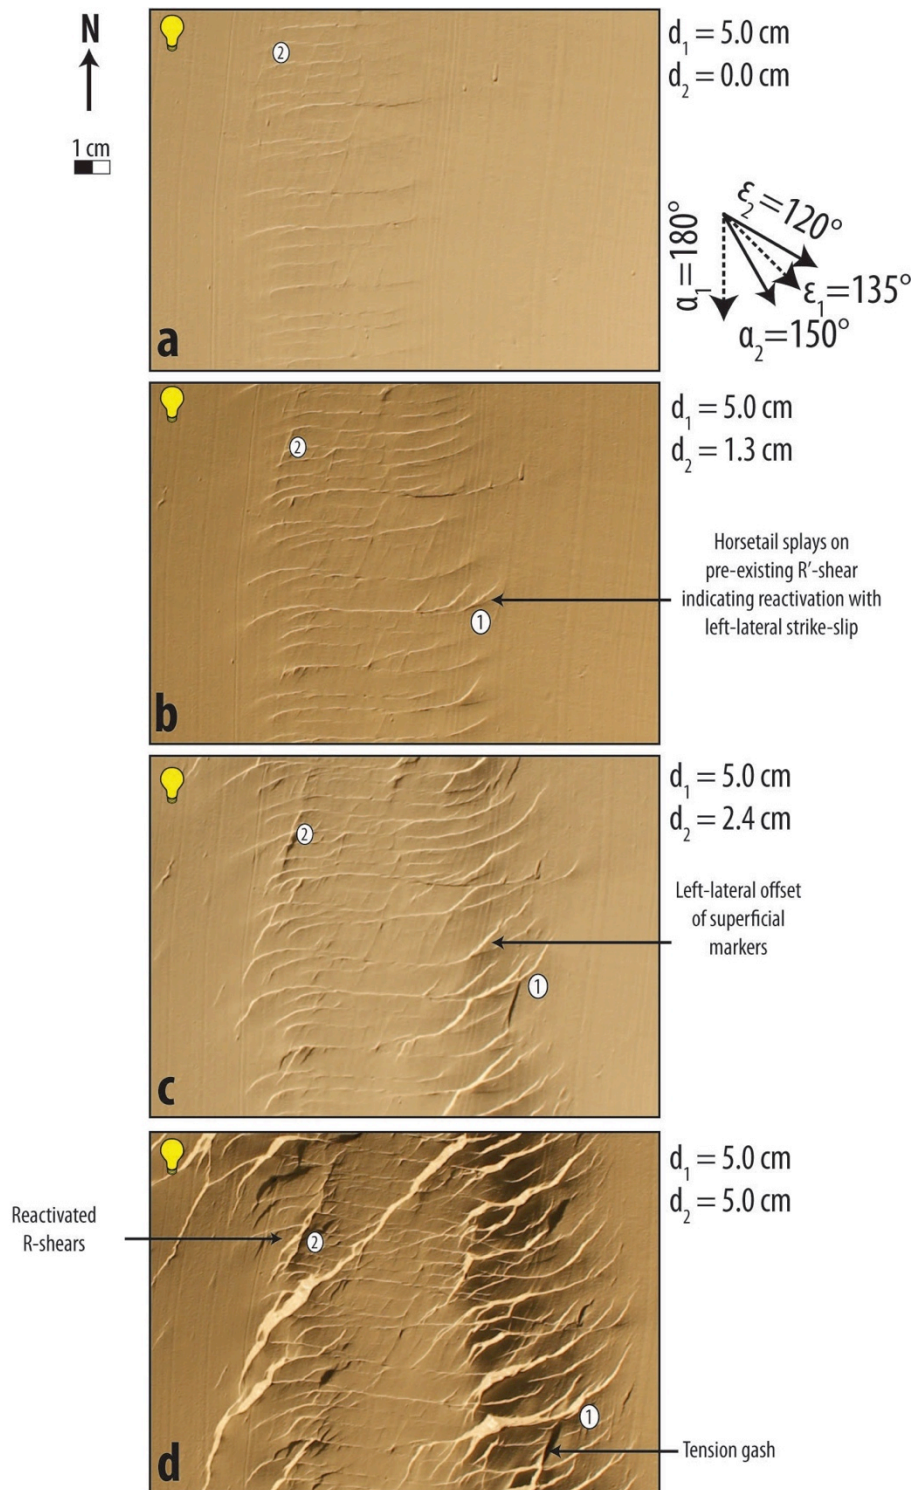 N
1 cm
2
a
d₁ = 5.0 cm
d₂ = 0.0 cm
α₁=180°
ε₂=120°
ε₁=135°
α₂=150°
2
1
b
d₁ = 5.0 cm
d₂ = 1.3 cm
Horsetail splays on
pre-existing R'-shear
indicating reactivation with
left-lateral strike-slip
2
1
c
d₁ = 5.0 cm
d₂ = 2.4 cm
Left-lateral offset
of superficial
markers
Reactivated
R-shears
2
1
d
d₁ = 5.0 cm
d₂ = 5.0 cm
Tension gash